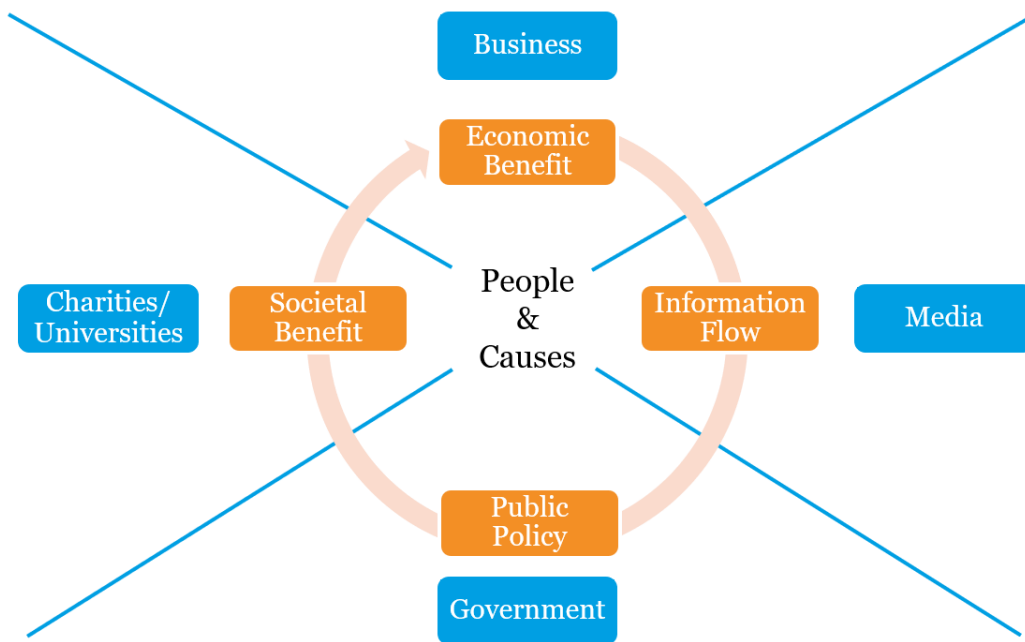 Business
Economic
Benefit
People
&
Causes
Charities/
Universities
Societal
Benefit
Information
Flow
Media
Public
Policy
Government